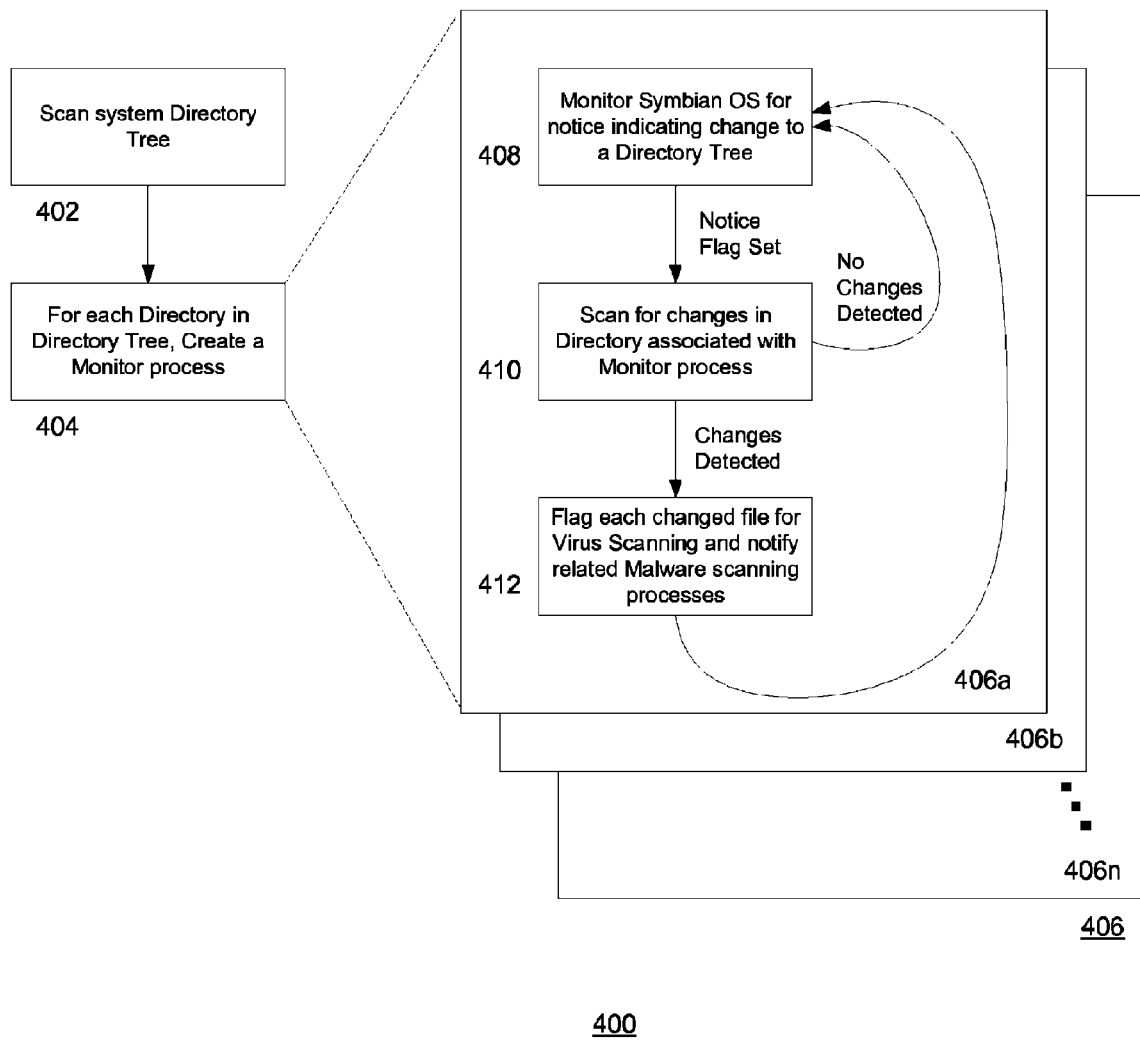 Scan system Directory
Tree
402
For each Directory in
Directory Tree, Create a
Monitor process
404
Monitor Symbian OS for
notice indicating change to
a Directory Tree
408
Notice
Flag Set
No
Changes
Detected
Scan for changes in
Directory associated with
Monitor process
410
Changes
Detected
Flag each changed file for
Virus Scanning and notify
related Malware scanning
processes
412
406a
406b
406n
406
400